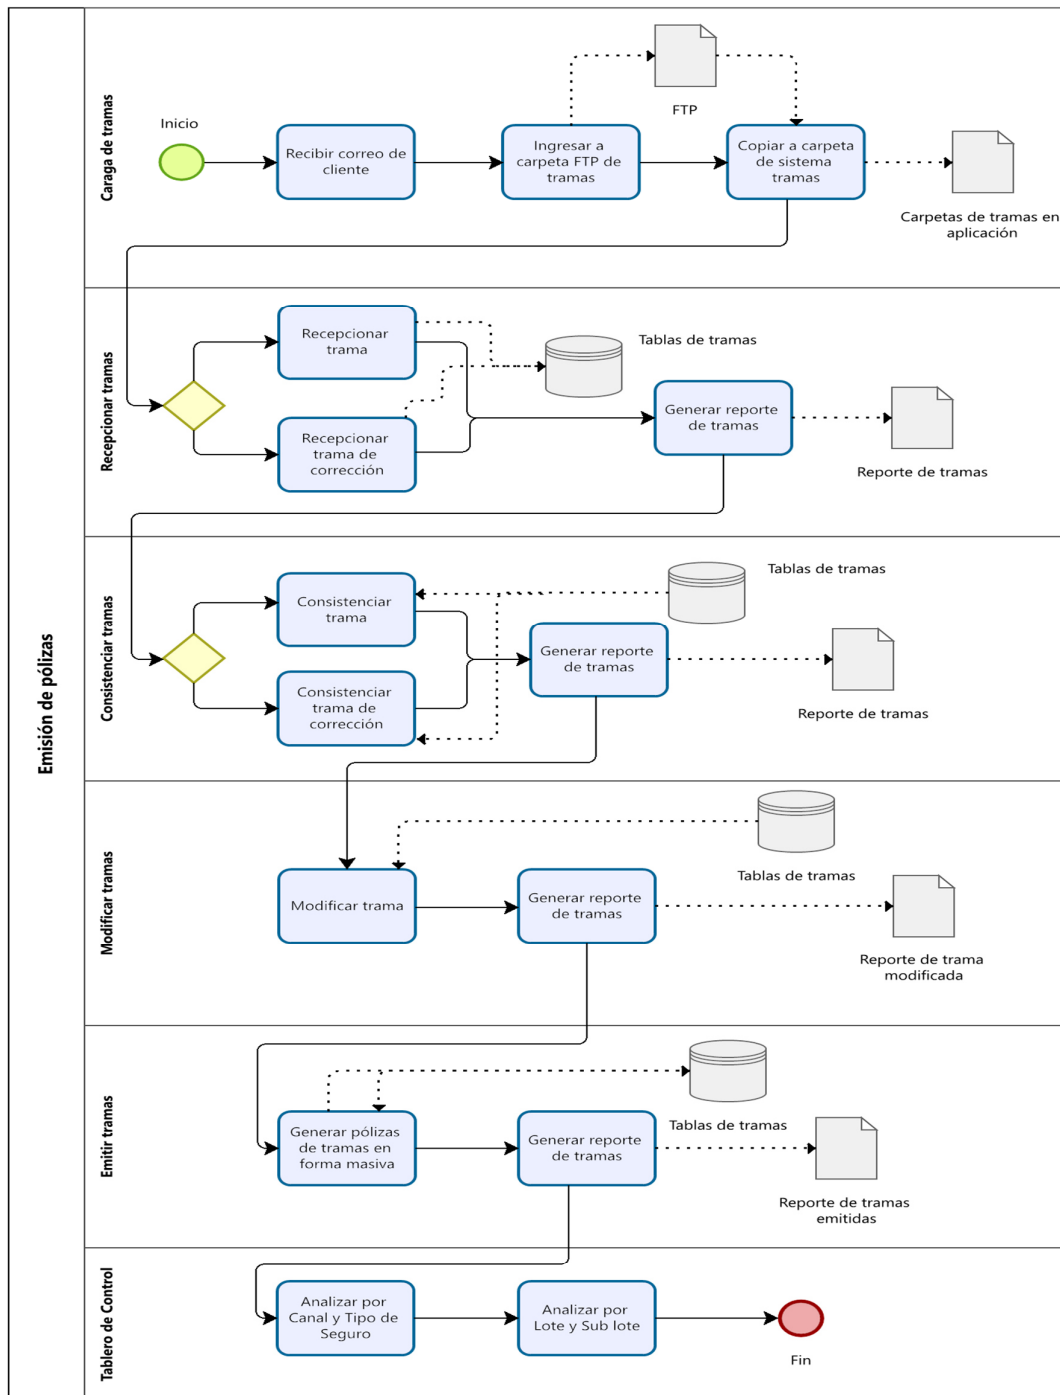 Emisión de pólizas
Caraga de tramas
Inicio
Recibir correo de
cliente
Ingresar a
carpeta FTP de
tramas
FTP
Copiar a carpeta
de sistema
tramas
Carpetas de tramas en
aplicación
Recepcionar tramas
Recepcionar
trama
Recepcionar
trama de
corrección
Tablas de tramas
Generar reporte
de tramas
Reporte de tramas
Consistenciar tramas
Consistenciar
trama
Consistenciar
trama de
corrección
Tablas de tramas
Generar reporte
de tramas
Reporte de tramas
Modificar tramas
Modificar trama
Generar reporte
de tramas
Tablas de tramas
Reporte de trama
modificada
Emitir tramas
Generar pólizas
de tramas en
forma masiva
Generar reporte
de tramas
Tablas de tramas
Reporte de tramas
emitidas
Tablero de Control
Analizar por
Canal y Tipo de
Seguro
Analizar por
Lote y Sub lote
Fin